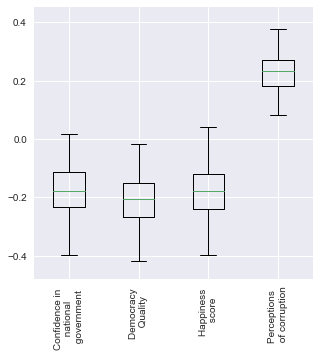 0.4
0.2
0.0
−0.2
−0.4
Confidence in
national
government
Democracy
Quality
Happiness
score
Perceptions
of corruption